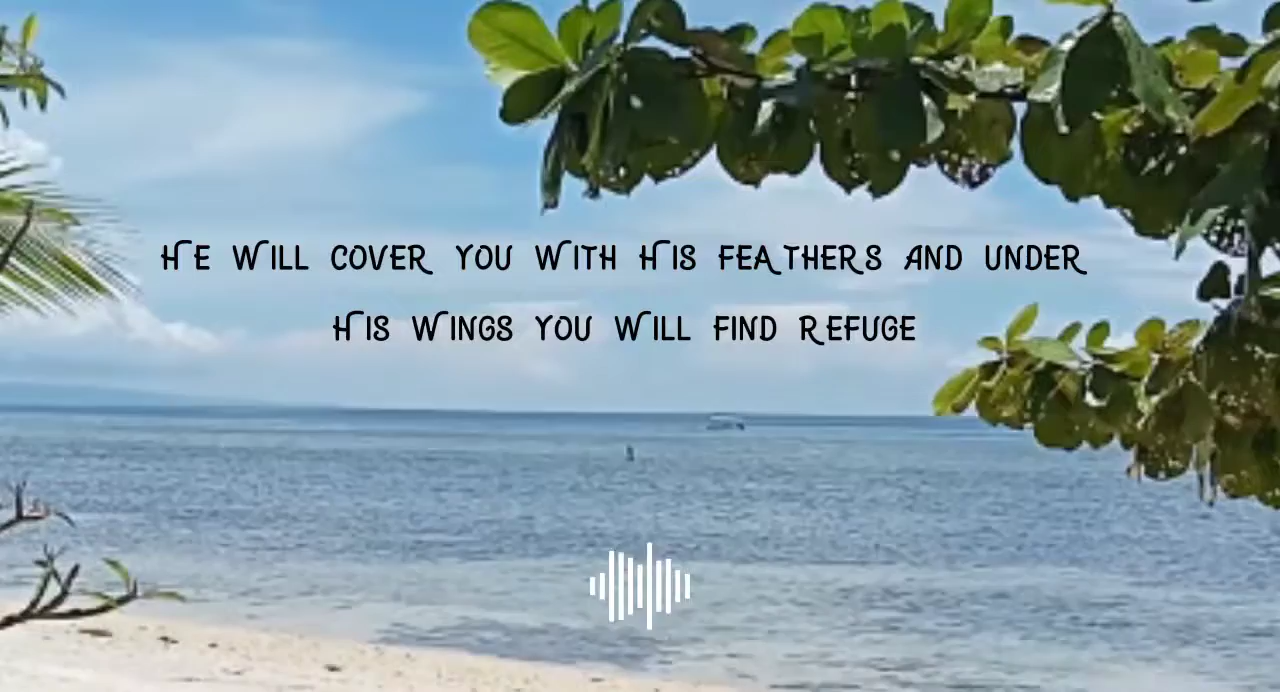 HE WILL COVER YOU WITH HIS FEATHERS AND UNDER
HIS WINGS YOU WILL FIND REFUGE